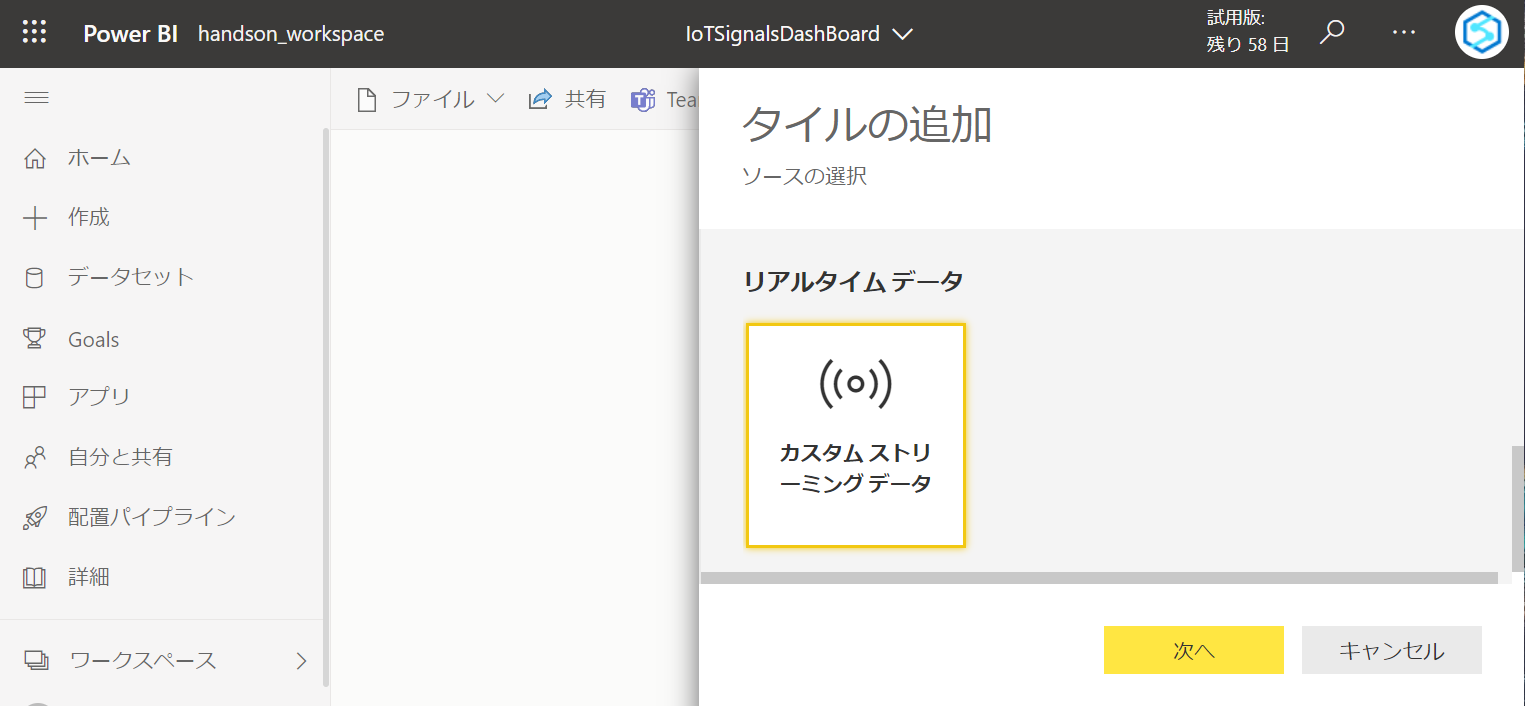 Power BI handson_workspace IoTSignalsDashBoard
試用版:
残り 58 日
ファイル 共有 Tea
ホーム
作成
データセット
Goals
アプリ
自分と共有
配置パイプライン
詳細
ワークスペース
タイルの追加
ソースの選択
リアルタイム データ
カスタム ストリ
ーミング データ
次へ キャンセル